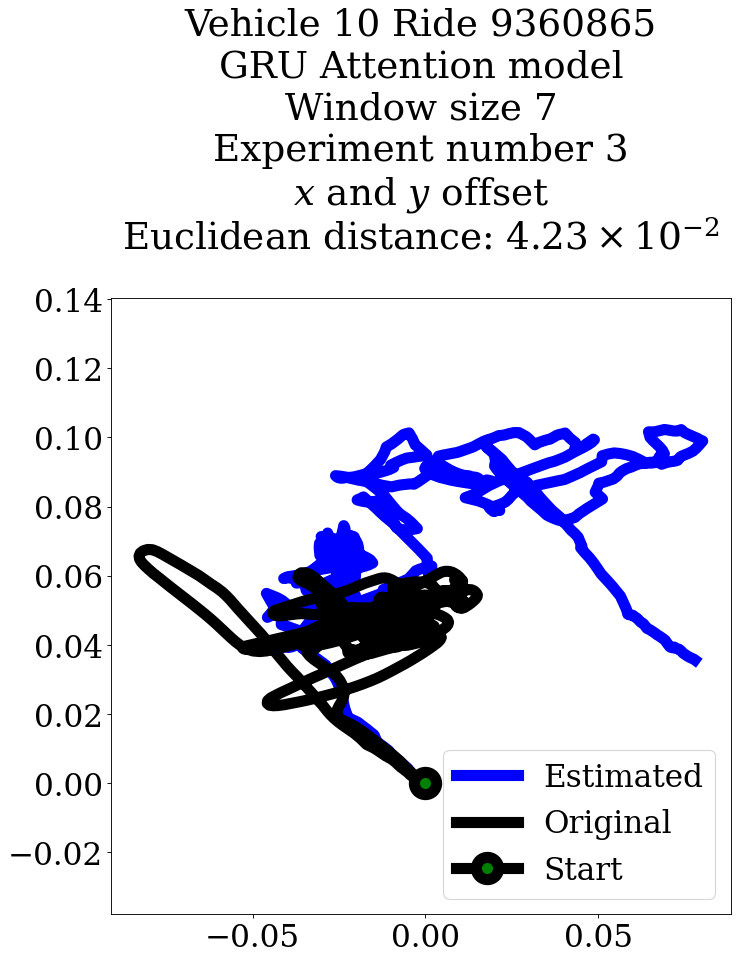 Vehicle 10 Ride 9360865
GRU Attention model
Window size 7
Experiment number 3
x and y offset
Euclidean distance: 4.23 × 10⁻²
0.14
0.12
0.10
0.08
0.06
0.04
0.02
0.00
−0.02
Estimated
Original
Start
−0.05 0.00 0.05